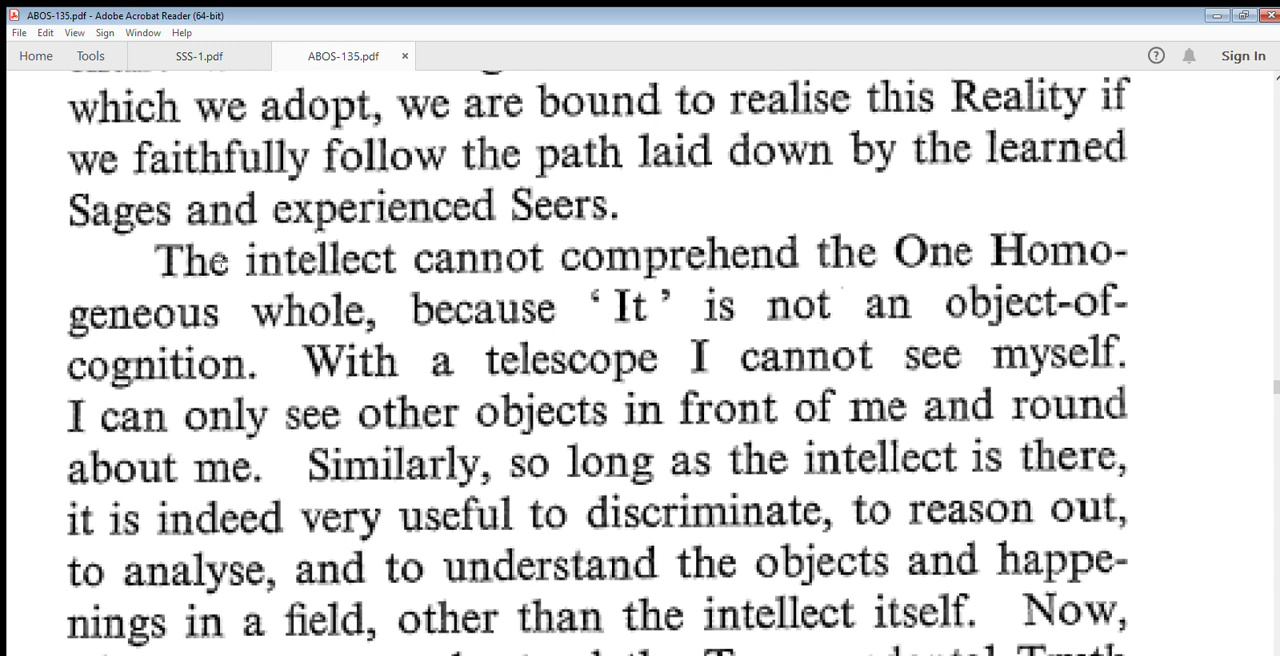 ABOS-135.pdf - Adobe Acrobat Reader (64-bit)
File Edit View Sign Window Help
Home Tools SSS-1.pdf ABOS-135.pdf × Sign In
which we adopt, we are bound to realise this Reality if
we faithfully follow the path laid down by the learned
Sages and experienced Seers.
The intellect cannot comprehend the One Homo-
geneous whole, because ‘ It ’ is not an object-of-
cognition. With a telescope I cannot see myself.
I can only see other objects in front of me and round
about me. Similarly, so long as the intellect is there,
it is indeed very useful to discriminate, to reason out,
to analyse, and to understand the objects and happe-
nings in a field, other than the intellect itself. Now,